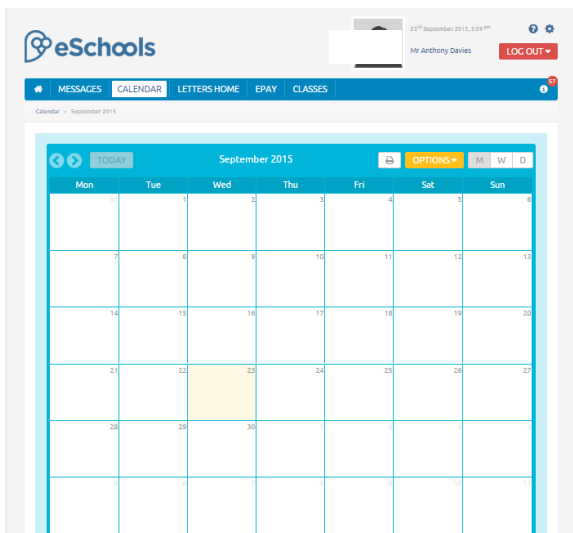 eSchools
23rd September 2015, 2:59 PM
Mr Anthony Davies
LOG OUT
MESSAGES CALENDAR LETTERS HOME EPAY CLASSES
57
Calendar > September 2015
TODAY September 2015 OPTIONS M W D
Mon Tue Wed Thu Fri Sat Sun
31 1 2 3 4 5 6
7 8 9 10 11 12 13
14 15 16 17 18 19 20
21 22 23 24 25 26 27
28 29 30 2 3 4
5 6 7 8 9 10 11